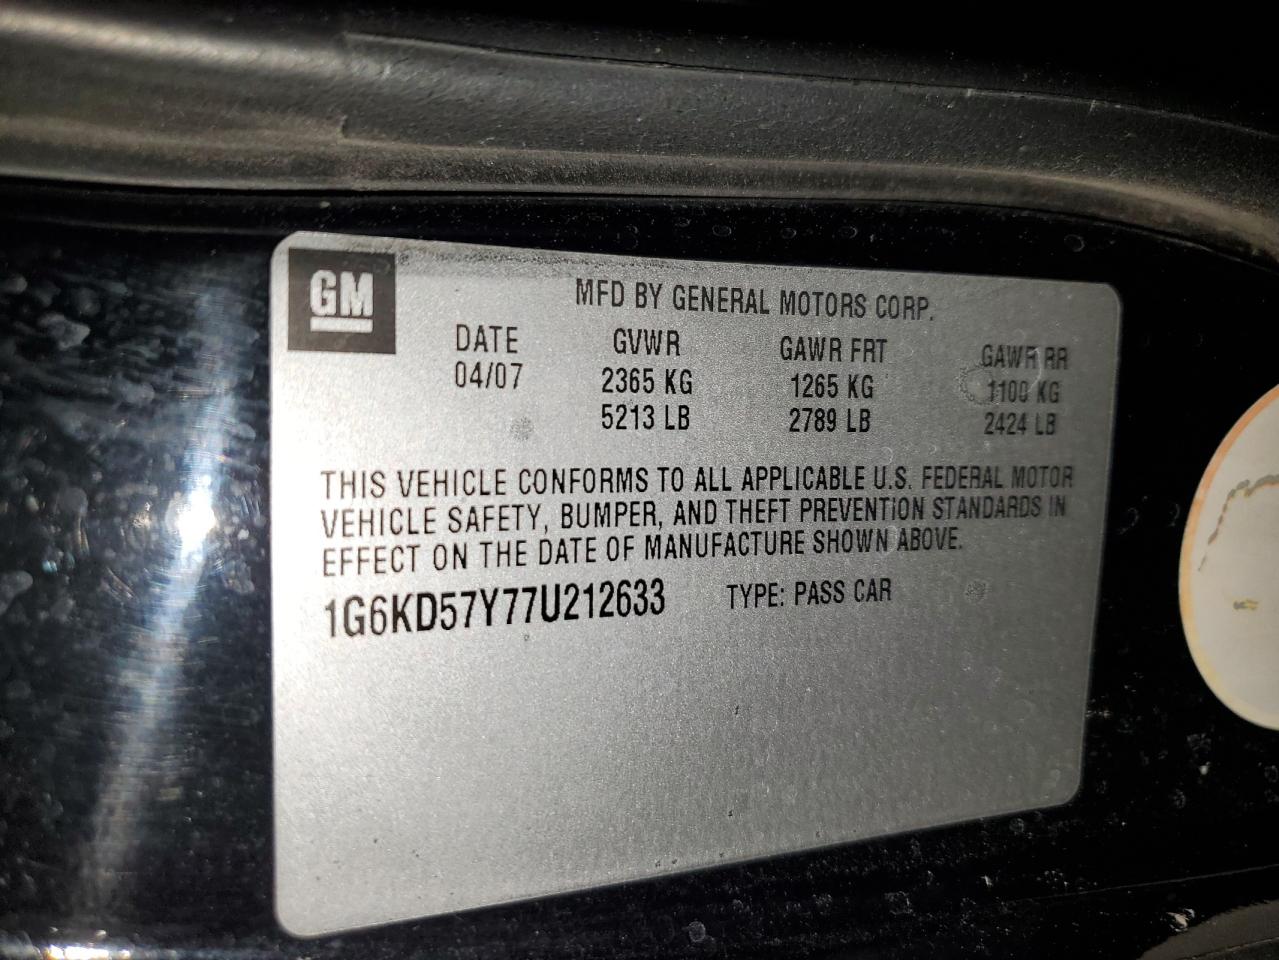 GM
MFD BY GENERAL MOTORS CORP.
DATE GVWR GAWR FRT GAWR RR
04/07 2365 KG 1265 KG 1100 KG
5213 LB 2789 LB 2424 LB
THIS VEHICLE CONFORMS TO ALL APPLICABLE U.S. FEDERAL MOTOR
VEHICLE SAFETY, BUMPER, AND THEFT PREVENTION STANDARDS IN
EFFECT ON THE DATE OF MANUFACTURE SHOWN ABOVE.
1G6KD57Y77U212633 TYPE: PASS CAR